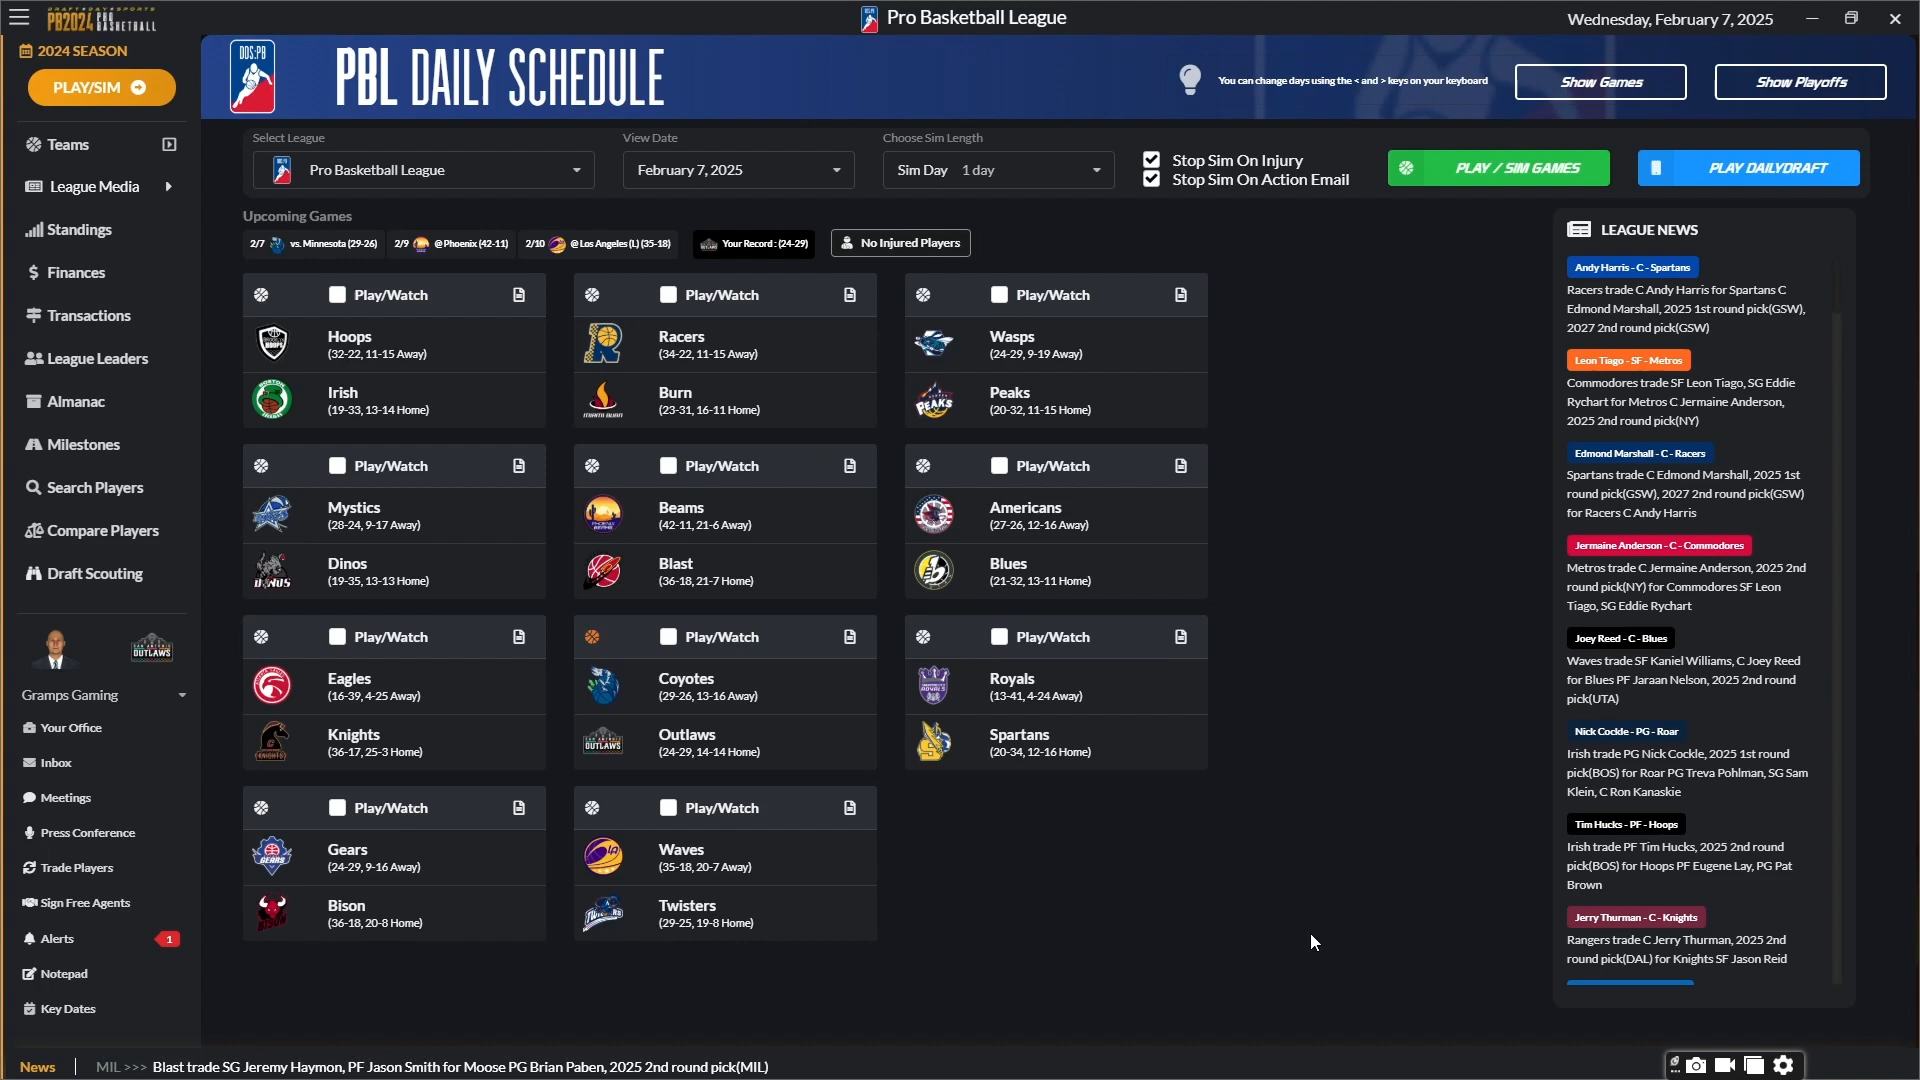 DRAFT DAY SPORTS
PB2024 PRO BASKETBALL
Pro Basketball League
Wednesday, February 7, 2025
2024 SEASON
PLAY/SIM
Teams
League Media
Standings
Finances
Transactions
League Leaders
Almanac
Milestones
Search Players
Compare Players
Draft Scouting
OUTLAWS
Gramps Gaming
Your Office
Inbox
Meetings
Press Conference
Trade Players
Sign Free Agents
Alerts 1
Notepad
Key Dates
DDS:PB
PBL DAILY SCHEDULE
You can change days using the < and > keys on your keyboard
Show Games
Show Playoffs
Select League
Pro Basketball League
View Date
February 7, 2025
Choose Sim Length
Sim Day 1 day
Stop Sim On Injury
Stop Sim On Action Email
PLAY / SIM GAMES
PLAY DAILYDRAFT
Upcoming Games
2/7 vs. Minnesota (29-26)
2/9 @Phoenix (42-11)
2/10 @Los Angeles (L) (35-18)
Your Record : (24-29)
No Injured Players
Play/Watch
Hoops
(32-22, 11-15 Away)
Irish
(19-33, 13-14 Home)
Play/Watch
Racers
(34-22, 11-15 Away)
MIAMI BURN
Burn
(23-31, 16-11 Home)
Play/Watch
Wasps
(24-29, 9-19 Away)
PEAKS
Peaks
(20-32, 11-15 Home)
Play/Watch
Mystics
(28-24, 9-17 Away)
DINOS
Dinos
(19-35, 13-13 Home)
Play/Watch
Beams
(42-11, 21-6 Away)
Blast
(36-18, 21-7 Home)
Play/Watch
Americans
(27-26, 12-16 Away)
Blues
(21-32, 13-11 Home)
Play/Watch
Eagles
(16-39, 4-25 Away)
KNIGHTS
Knights
(36-17, 25-3 Home)
Play/Watch
Coyotes
(29-26, 13-16 Away)
OUTLAWS
Outlaws
(24-29, 14-14 Home)
Play/Watch
ROYALS
Royals
(13-41, 4-24 Away)
Spartans
(20-34, 12-16 Home)
Play/Watch
GEARS
Gears
(24-29, 9-16 Away)
BISON
Bison
(36-18, 20-8 Home)
Play/Watch
LA
Waves
(35-18, 20-7 Away)
TWISTERS
Twisters
(29-25, 19-8 Home)
LEAGUE NEWS
Andy Harris - C - Spartans
Racers trade C Andy Harris for Spartans C
Edmond Marshall, 2025 1st round pick(GSW),
2027 2nd round pick(GSW)
Leon Tiago - SF - Metros
Commodores trade SF Leon Tiago, SG Eddie
Rychart for Metros C Jermaine Anderson,
2025 2nd round pick(NY)
Edmond Marshall - C - Racers
Spartans trade C Edmond Marshall, 2025 1st
round pick(GSW), 2027 2nd round pick(GSW)
for Racers C Andy Harris
Jermaine Anderson - C - Commodores
Metros trade C Jermaine Anderson, 2025 2nd
round pick(NY) for Commodores SF Leon
Tiago, SG Eddie Rychart
Joey Reed - C - Blues
Waves trade SF Kaniel Williams, C Joey Reed
for Blues PF Jaraan Nelson, 2025 2nd round
pick(UTA)
Nick Cockle - PG - Roar
Irish trade PG Nick Cockle, 2025 1st round
pick(BOS) for Roar PG Treva Pohlman, SG Sam
Klein, C Ron Kanaskie
Tim Hucks - PF - Hoops
Irish trade PF Tim Hucks, 2025 2nd round
pick(BOS) for Hoops PF Eugene Lay, PG Pat
Brown
Jerry Thurman - C - Knights
Rangers trade C Jerry Thurman, 2025 2nd
round pick(DAL) for Knights SF Jason Reid
News MIL >>> Blast trade SG Jeremy Haymon, PF Jason Smith for Moose PG Brian Paben, 2025 2nd round pick(MIL)